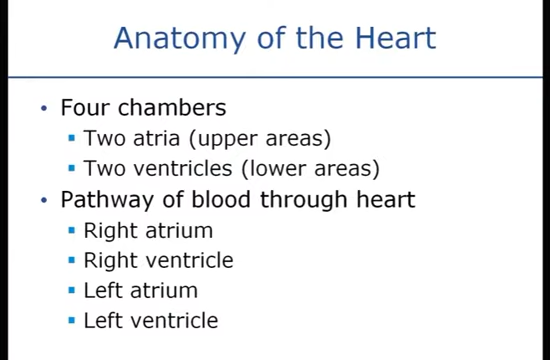 Anatomy of the Heart
• Four chambers
▪ Two atria (upper areas)
▪ Two ventricles (lower areas)
• Pathway of blood through heart
▪ Right atrium
▪ Right ventricle
▪ Left atrium
▪ Left ventricle